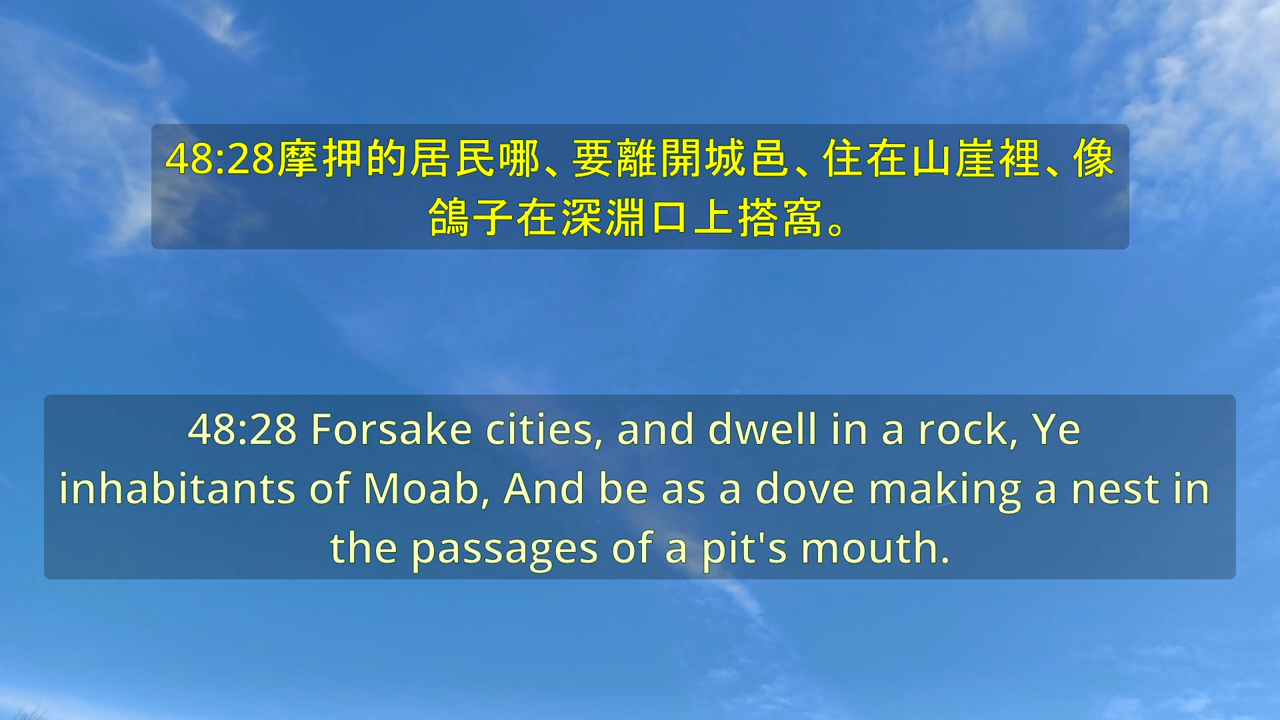 48:28摩押的居民哪、要離開城邑、住在山崖裡、像
鴿子在深淵口上搭窩。
48:28 Forsake cities, and dwell in a rock, Ye
inhabitants of Moab, And be as a dove making a nest in
the passages of a pit's mouth.